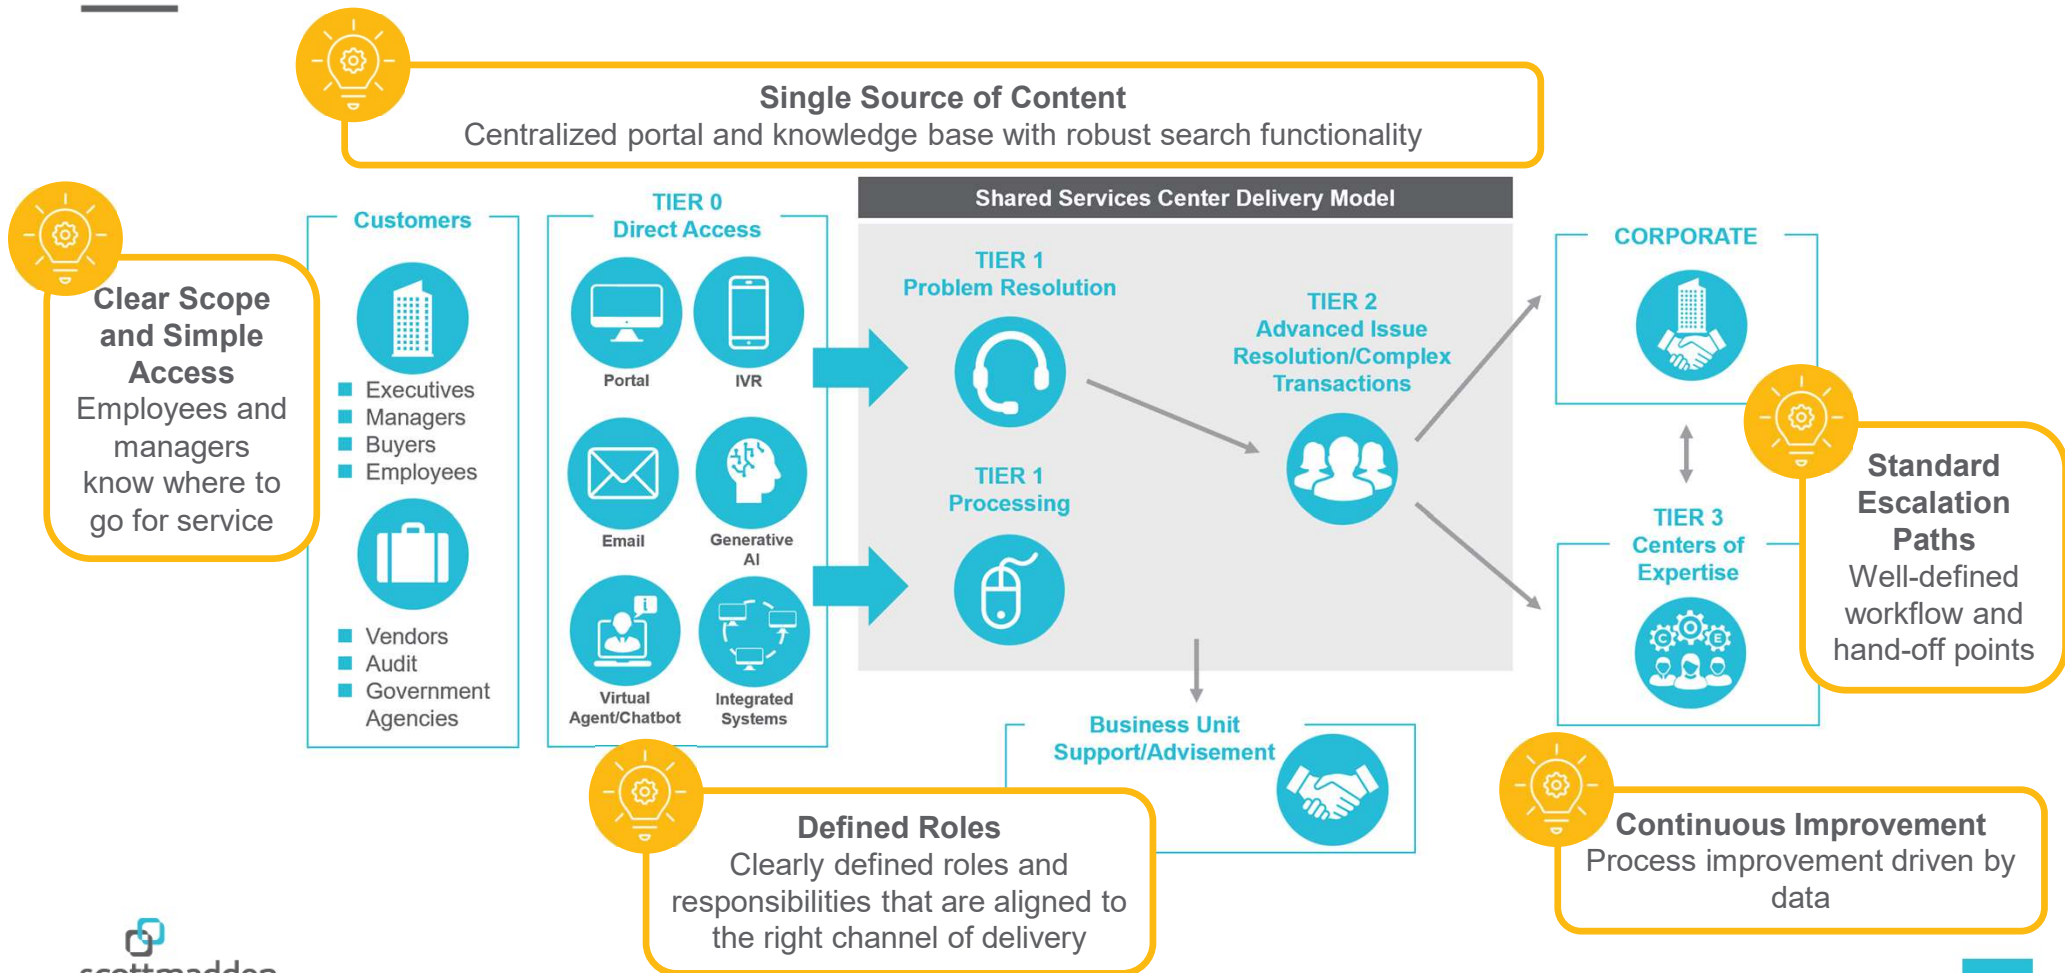 Single Source of Content
Centralized portal and knowledge base with robust search functionality
Clear Scope
and Simple
Access
Employees and
managers
know where to
go for service
Customers
Executives
Managers
Buyers
Employees
Vendors
Audit
Government
Agencies
TIER 0
Direct Access
Portal
IVR
Email
Generative
AI
i
Virtual
Agent/Chatbot
Integrated
Systems
Shared Services Center Delivery Model
TIER 1
Problem Resolution
TIER 1
Processing
TIER 2
Advanced Issue
Resolution/Complex
Transactions
CORPORATE
TIER 3
Centers of
Expertise
C O E
Standard
Escalation
Paths
Well-defined
workflow and
hand-off points
Business Unit
Support/Advisement
Defined Roles
Clearly defined roles and
responsibilities that are aligned to
the right channel of delivery
Continuous Improvement
Process improvement driven by
data
scottmadden